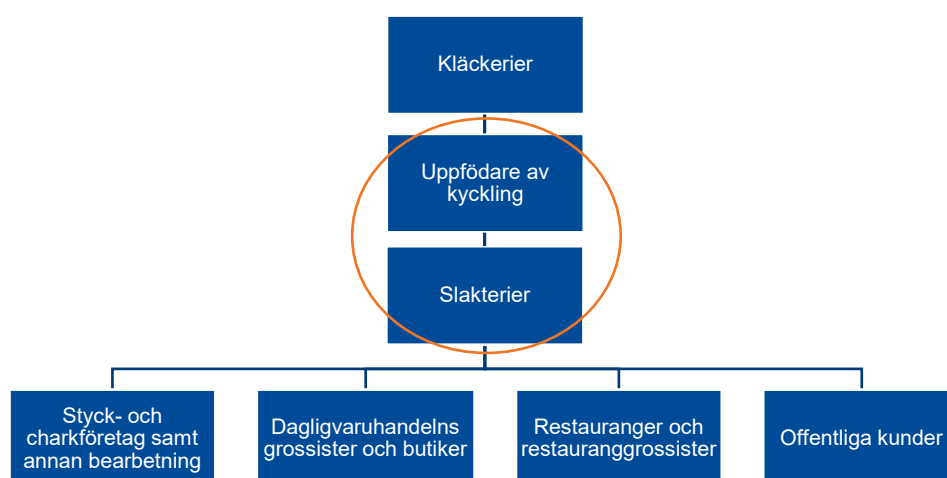 Kläckerier
Uppfödare av
kyckling
Slakterier
Styck- och
charkföretag samt
annan bearbetning
Dagligvaruhandelns
grossister och butiker
Restauranger och
restauranggrossister
Offentliga kunder